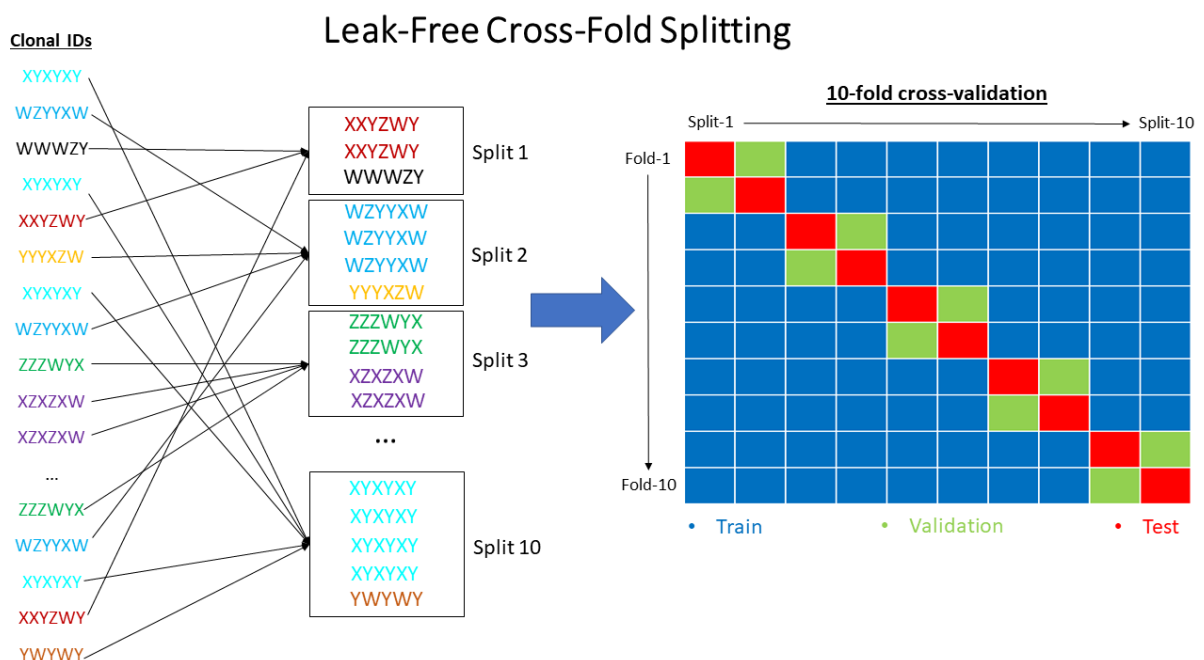 Leak-Free Cross-Fold Splitting
Clonal IDs
XYXYXY
WZYYXW
WWWZY
XYXYXY
XXYZWY
YYYXZW
XYXYXY
WZYYXW
ZZZWYX
XZXZXW
XZXZXW
...
ZZZWYX
WZYYXW
XYXYXY
XXYZWY
YWYWY
XXYZWY
XXYZWY
WWWZY
Split 1
WZYYXW
WZYYXW
WZYYXW
YYYXZW
Split 2
ZZZWYX
ZZZWYX
XZXZXW
XZXZXW
Split 3
...
XYXYXY
XYXYXY
XYXYXY
XYXYXY
YWYWY
Split 10
10-fold cross-validation
Split-1
Split-10
Fold-1
Fold-10
• Train
• Validation
• Test